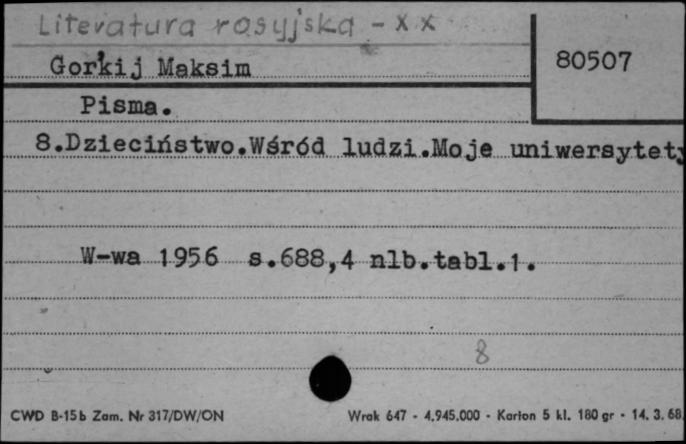 Literatura rosyjska - XX
Gorkij Maksim
80507
Pisma.
8.Dzieciństwo.Wśród ludzi.Moje uniwersytety
W-wa 1956 s.688,4 nlb.tabl.1.
8
CWD B-15b Zam. Nr 317/DW/ON
Wrak 647 - 4.945.000 - Karton 5 kl. 180 gr - 14. 3. 68